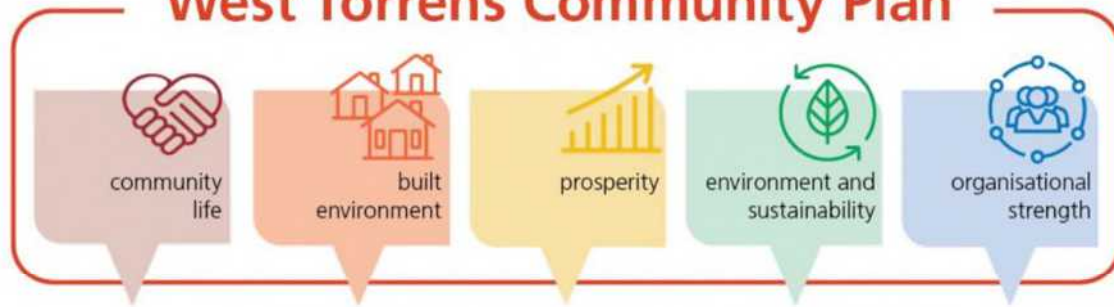 West Torrens Community Plan
community
life
built
environment
prosperity
environment and
sustainability
organisational
strength